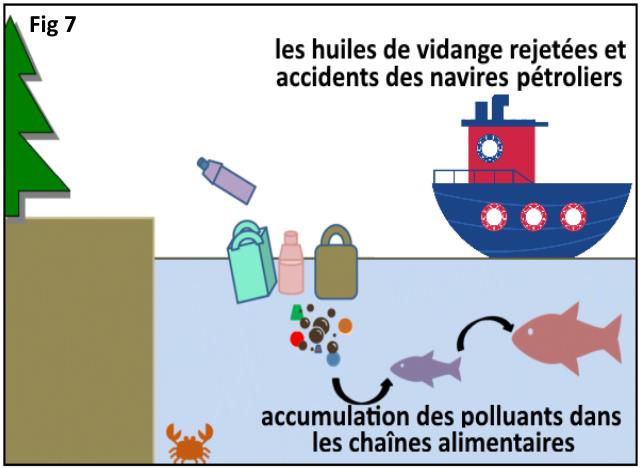 Fig 7
les huiles de vidange rejetées et
accidents des navires pétroliers
accumulation des polluants dans
les chaînes alimentaires